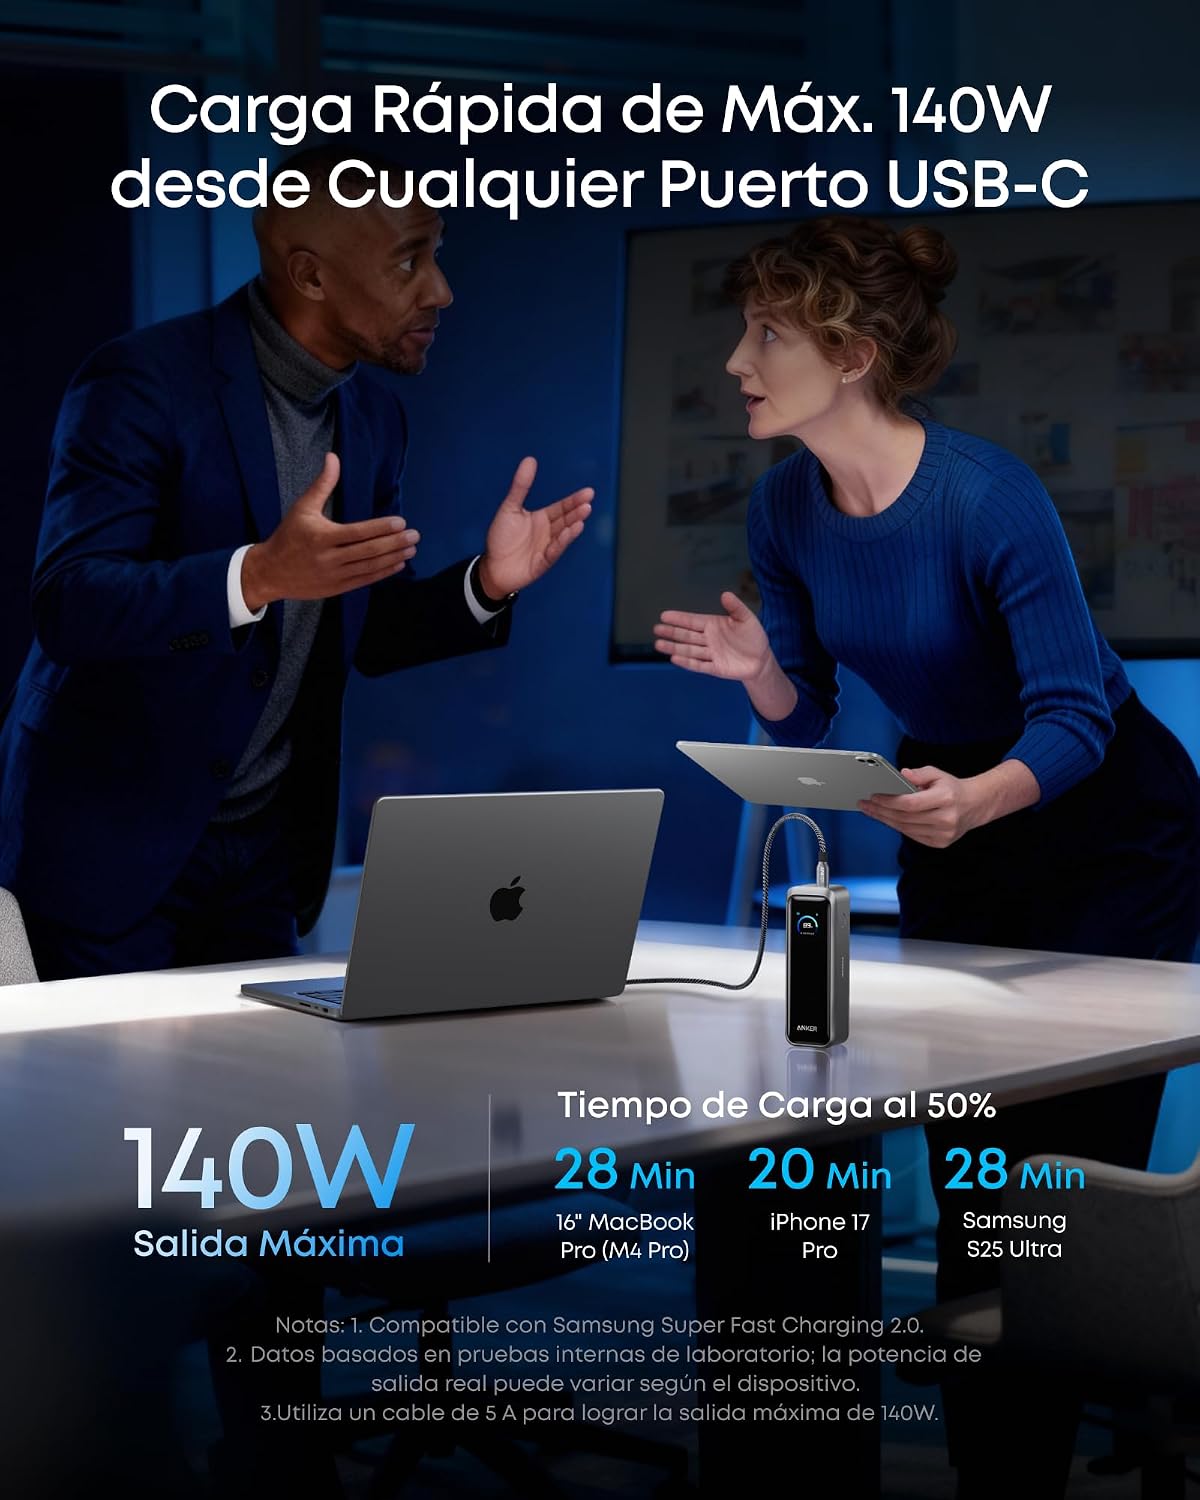 Carga Rápida de Máx. 140W
desde Cualquier Puerto USB-C
89
ANKER
140W
Salida Máxima
Tiempo de Carga al 50%
28 Min
16" MacBook
Pro (M4 Pro)
20 Min
iPhone 17
Pro
28 Min
Samsung
S25 Ultra
Notas: 1. Compatible con Samsung Super Fast Charging 2.0.
2. Datos basados en pruebas internas de laboratorio; la potencia de
salida real puede variar según el dispositivo.
3.Utiliza un cable de 5 A para lograr la salida máxima de 140W.